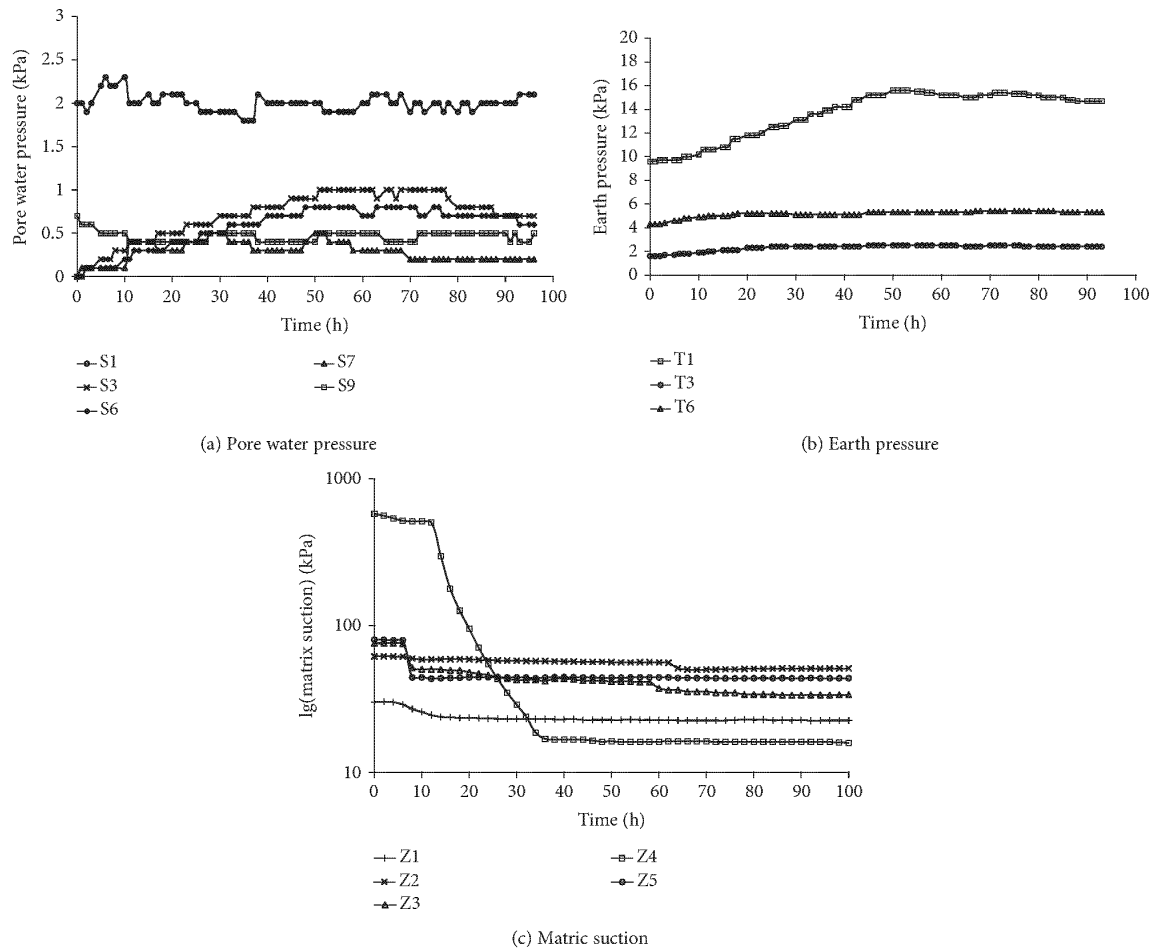 3
2.5
2
1.5
1
0.5
0
Pore water pressure (kPa)
0 10 20 30 40 50 60 70 80 90 100
Time (h)
S1
S3
S6
S7
S9
(a) Pore water pressure
20
18
16
14
12
10
8
6
4
2
0
Earth pressure (kPa)
0 10 20 30 40 50 60 70 80 90 100
Time (h)
T1
T3
T6
(b) Earth pressure
1000
100
10
lg(matrix suction) (kPa)
0 10 20 30 40 50 60 70 80 90 100
Time (h)
Z1
Z2
Z3
Z4
Z5
(c) Matric suction